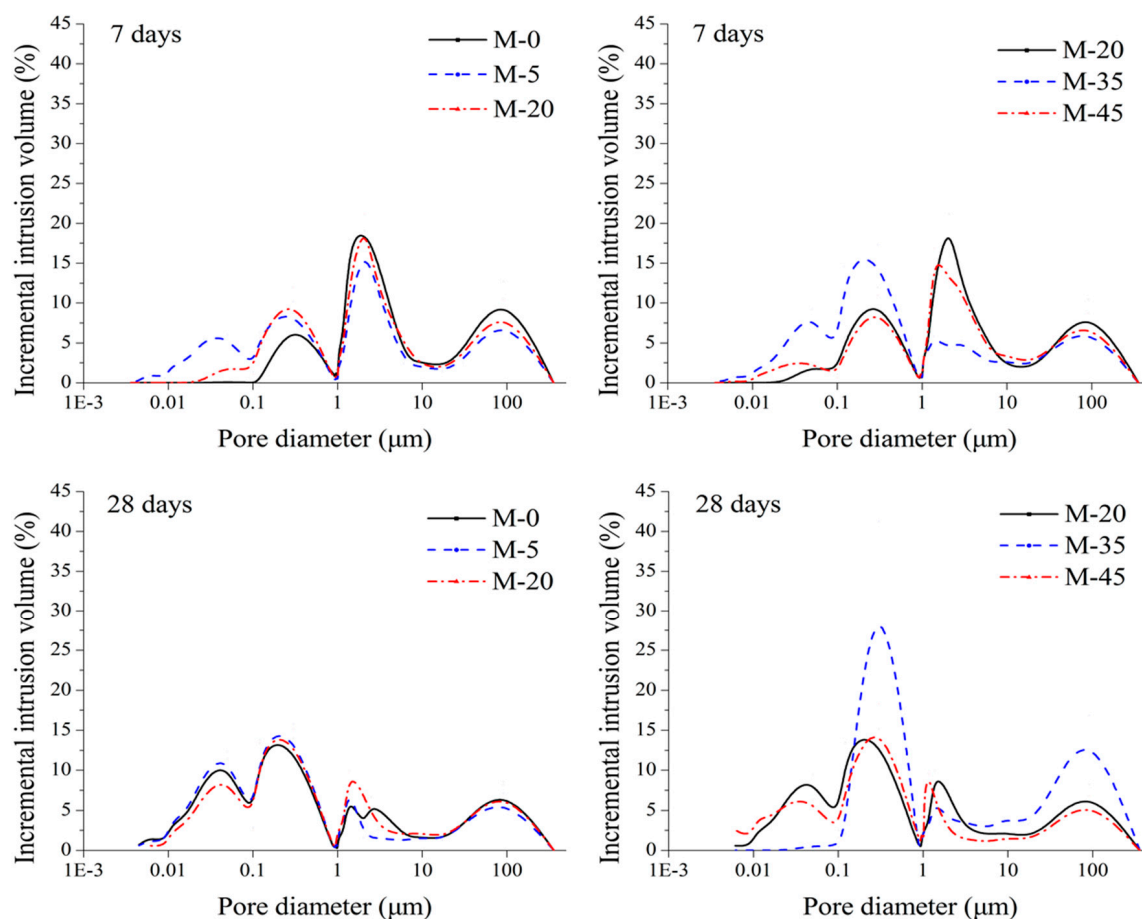 7 days
M-0
M-5
M-20
45
40
35
30
25
20
15
10
5
0
Incremental intrusion volume (%)
1E-3 0.01 0.1 1 10 100
Pore diameter (μm)
7 days
M-20
M-35
M-45
45
40
35
30
25
20
15
10
5
0
Incremental intrusion volume (%)
1E-3 0.01 0.1 1 10 100
Pore diameter (μm)
28 days
M-0
M-5
M-20
45
40
35
30
25
20
15
10
5
0
Incremental intrusion volume (%)
1E-3 0.01 0.1 1 10 100
Pore diameter (μm)
28 days
M-20
M-35
M-45
45
40
35
30
25
20
15
10
5
0
Incremental intrusion volume (%)
1E-3 0.01 0.1 1 10 100
Pore diameter (μm)